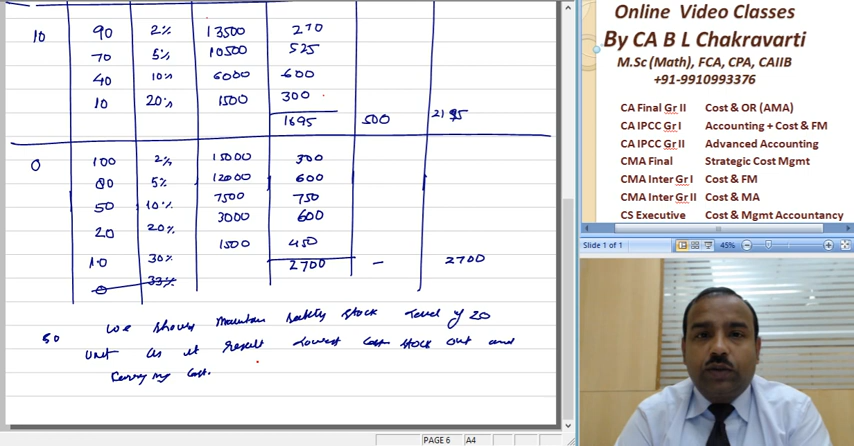 10 90 2% 13500 270
70 5% 10500 525
40 10% 6000 600
10 20% 1500 300
1695 500 2195
0 100 2% 15000 300
80 5% 12000 600
50 10% 7500 750
20 20% 3000 600
10 30% 1500 450
2700 — 2700
0 33%
so We should maintain safety stock level of 20
unit as it result lowest cost stock out and
carrying cost.
PAGE 6 A4
Online Video Classes
By CA B L Chakravarti
M.Sc (Math), FCA, CPA, CAIIB
+91-9910993376
CA Final Gr II Cost & OR (AMA)
CA IPCC Gr I Accounting + Cost & FM
CA IPCC Gr II Advanced Accounting
CMA Final Strategic Cost Mgmt
CMA Inter Gr I Cost & FM
CMA Inter Gr II Cost & MA
CS Executive Cost & Mgmt Accountancy
Slide 1 of 1 45%